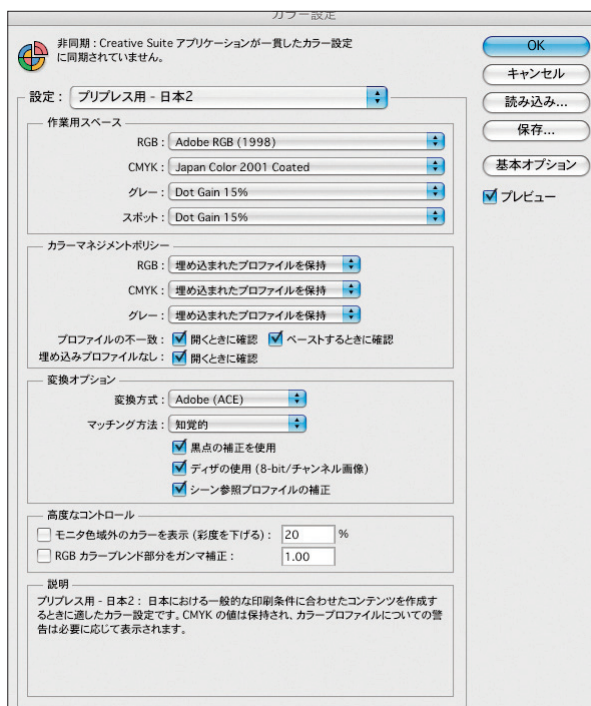 カラー設定
非同期 : Creative Suite アプリケーションが一貫したカラー設定
に同期されていません。
OK
キャンセル
読み込み...
保存...
基本オプション
プレビュー
設定 : プリプレス用 - 日本2
作業用スペース
RGB : Adobe RGB (1998)
CMYK : Japan Color 2001 Coated
グレー : Dot Gain 15%
スポット : Dot Gain 15%
カラーマネジメントポリシー
RGB : 埋め込まれたプロファイルを保持
CMYK : 埋め込まれたプロファイルを保持
グレー : 埋め込まれたプロファイルを保持
プロファイルの不一致 : 開くときに確認 ペーストするときに確認
埋め込みプロファイルなし : 開くときに確認
変換オプション
変換方式 : Adobe (ACE)
マッチング方法 : 知覚的
黒点の補正を使用
ディザの使用 (8-bit/チャンネル画像)
シーン参照プロファイルの補正
高度なコントロール
モニタ色域外のカラーを表示 (彩度を下げる) : 20 %
RGB カラーブレンド部分をガンマ補正 : 1.00
説明
プリプレス用 - 日本2 : 日本における一般的な印刷条件に合わせたコンテンツを作成す
るときに適したカラー設定です。CMYK の値は保持され、カラープロファイルについての警
告は必要に応じて表示されます。